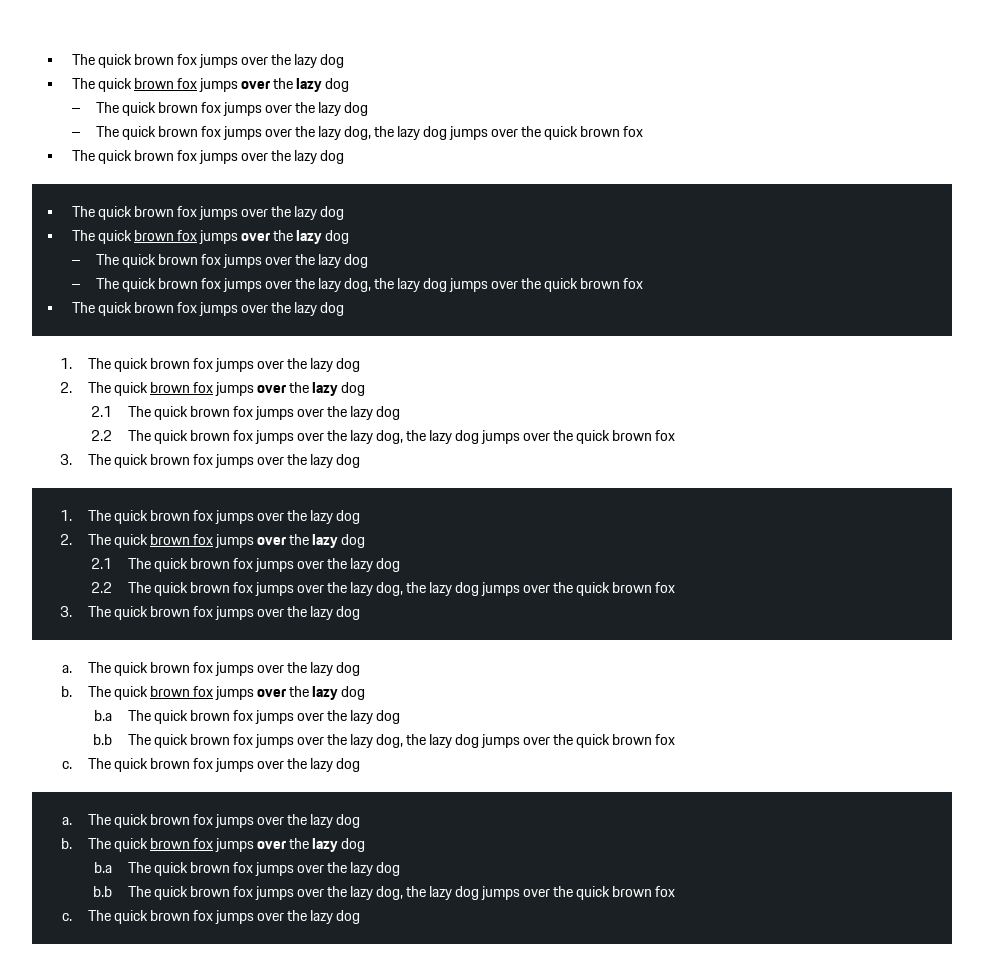 ▪ The quick brown fox jumps over the lazy dog
▪ The quick brown fox jumps over the lazy dog
– The quick brown fox jumps over the lazy dog
– The quick brown fox jumps over the lazy dog, the lazy dog jumps over the quick brown fox
▪ The quick brown fox jumps over the lazy dog
▪ The quick brown fox jumps over the lazy dog
▪ The quick brown fox jumps over the lazy dog
– The quick brown fox jumps over the lazy dog
– The quick brown fox jumps over the lazy dog, the lazy dog jumps over the quick brown fox
▪ The quick brown fox jumps over the lazy dog
1. The quick brown fox jumps over the lazy dog
2. The quick brown fox jumps over the lazy dog
2.1 The quick brown fox jumps over the lazy dog
2.2 The quick brown fox jumps over the lazy dog, the lazy dog jumps over the quick brown fox
3. The quick brown fox jumps over the lazy dog
1. The quick brown fox jumps over the lazy dog
2. The quick brown fox jumps over the lazy dog
2.1 The quick brown fox jumps over the lazy dog
2.2 The quick brown fox jumps over the lazy dog, the lazy dog jumps over the quick brown fox
3. The quick brown fox jumps over the lazy dog
a. The quick brown fox jumps over the lazy dog
b. The quick brown fox jumps over the lazy dog
b.a The quick brown fox jumps over the lazy dog
b.b The quick brown fox jumps over the lazy dog, the lazy dog jumps over the quick brown fox
c. The quick brown fox jumps over the lazy dog
a. The quick brown fox jumps over the lazy dog
b. The quick brown fox jumps over the lazy dog
b.a The quick brown fox jumps over the lazy dog
b.b The quick brown fox jumps over the lazy dog, the lazy dog jumps over the quick brown fox
c. The quick brown fox jumps over the lazy dog